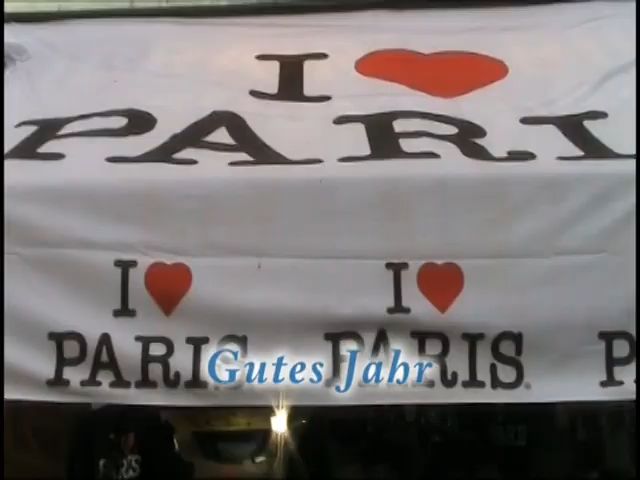 I ❤
PARI
I ❤ I ❤
PARIS PARIS P
Gutes Jahr